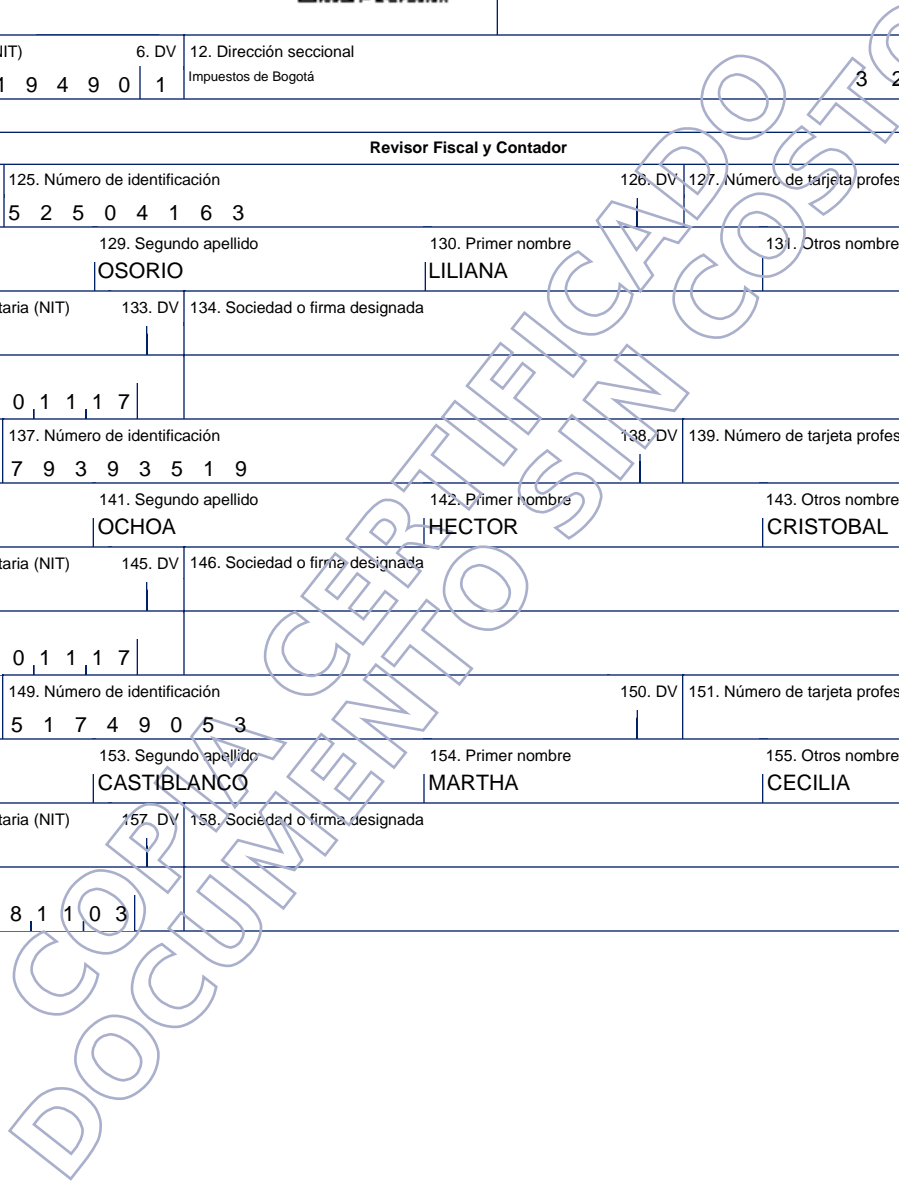 6. DV 12. Dirección seccional
9 4 9 0 1 Impuestos de Bogotá 3 2
Revisor Fiscal y Contador
125. Número de identificación 126. DV 127. Número de tarjeta profes
5 2 5 0 4 1 6 3
129. Segundo apellido 130. Primer nombre 131. Otros nombre
OSORIO LILIANA
taria (NIT) 133. DV 134. Sociedad o firma designada
0 1 1 1 7
137. Número de identificación 138. DV 139. Número de tarjeta profes
7 9 3 9 3 5 1 9
141. Segundo apellido 142. Primer nombre 143. Otros nombre
OCHOA HECTOR CRISTOBAL
taria (NIT) 145. DV 146. Sociedad o firma designada
0 1 1 1 7
149. Número de identificación 150. DV 151. Número de tarjeta profes
5 1 7 4 9 0 5 3
153. Segundo apellido 154. Primer nombre 155. Otros nombre
CASTIBLANCO MARTHA CECILIA
taria (NIT) 157. DV 158. Sociedad o firma designada
8 1 1 0 3
COPIA CERTIFICADO
DOCUMENTO SIN COSTO